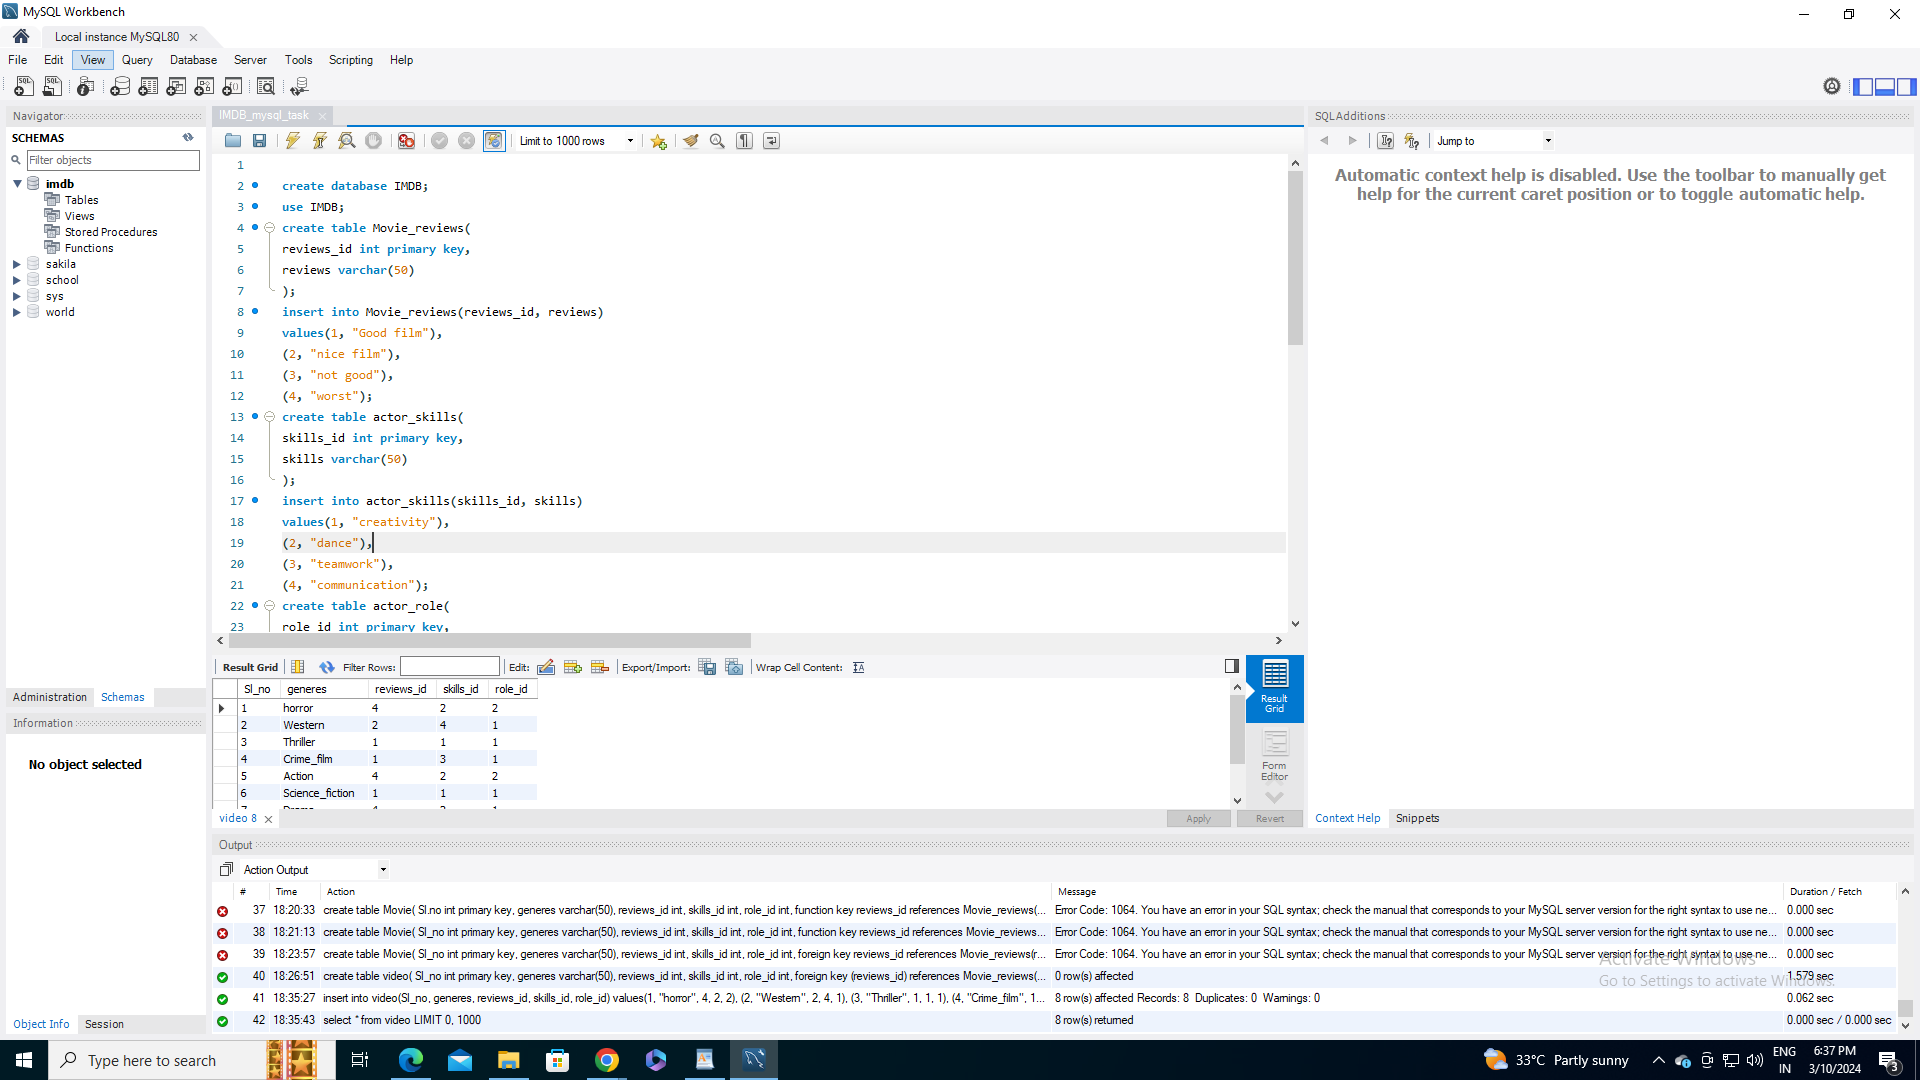 MySQL Workbench
Local instance MySQL80
File Edit View Query Database Server Tools Scripting Help
Navigator
SCHEMAS
Filter objects
imdb
Tables
Views
Stored Procedures
Functions
sakila
school
sys
world
Administration Schemas
Information
No object selected
Object Info Session
IMDB_mysql_task
Limit to 1000 rows
1
2 create database IMDB;
3 use IMDB;
4 create table Movie_reviews(
5 reviews_id int primary key,
6 reviews varchar(50)
7 );
8 insert into Movie_reviews(reviews_id, reviews)
9 values(1, "Good film"),
10 (2, "nice film"),
11 (3, "not good"),
12 (4, "worst");
13 create table actor_skills(
14 skills_id int primary key,
15 skills varchar(50)
16 );
17 insert into actor_skills(skills_id, skills)
18 values(1, "creativity"),
19 (2, "dance"),
20 (3, "teamwork"),
21 (4, "communication");
22 create table actor_role(
23 role_id int primary key,
Result Grid Filter Rows: Edit: Export/Import: Wrap Cell Content:
Sl_no generes reviews_id skills_id role_id
1 horror 4 2 2
2 Western 2 4 1
3 Thriller 1 1 1
4 Crime_film 1 3 1
5 Action 4 2 2
6 Science_fiction 1 1 1
Result Grid
Form Editor
video 8
Apply Revert
SQLAdditions
Jump to
Automatic context help is disabled. Use the toolbar to manually get
help for the current caret position or to toggle automatic help.
Context Help Snippets
Output
Action Output
# Time Action Message Duration / Fetch
37 18:20:33 create table Movie( Sl.no int primary key, generes varchar(50), reviews_id int, skills_id int, role_id int, function key reviews_id references Movie_reviews(... Error Code: 1064. You have an error in your SQL syntax; check the manual that corresponds to your MySQL server version for the right syntax to use ne... 0.000 sec
38 18:21:13 create table Movie( Sl_no int primary key, generes varchar(50), reviews_id int, skills_id int, role_id int, function key reviews_id references Movie_reviews... Error Code: 1064. You have an error in your SQL syntax; check the manual that corresponds to your MySQL server version for the right syntax to use ne... 0.000 sec
39 18:23:57 create table Movie( Sl_no int primary key, generes varchar(50), reviews_id int, skills_id int, role_id int, foreign key reviews_id references Movie_reviews(r... Error Code: 1064. You have an error in your SQL syntax; check the manual that corresponds to your MySQL server version for the right syntax to use ne... 0.000 sec
40 18:26:51 create table video( Sl_no int primary key, generes varchar(50), reviews_id int, skills_id int, role_id int, foreign key (reviews_id) references Movie_reviews(... 0 row(s) affected 1.579 sec
41 18:35:27 insert into video(Sl_no, generes, reviews_id, skills_id, role_id) values(1, "horror", 4, 2, 2), (2, "Western", 2, 4, 1), (3, "Thriller", 1, 1, 1), (4, "Crime_film", 1... 8 row(s) affected Records: 8 Duplicates: 0 Warnings: 0 0.062 sec
42 18:35:43 select * from video LIMIT 0, 1000 8 row(s) returned 0.000 sec / 0.000 sec
Activate Windows
Go to Settings to activate Windows.
Type here to search
33°C Partly sunny
ENG
IN
6:37 PM
3/10/2024
3